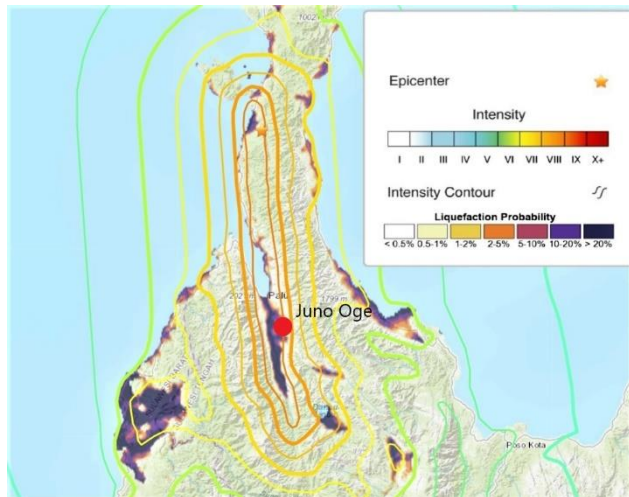 1002
Epicenter
Intensity
I II III IV V VI VII VIII IX X+
Intensity Contour
Liquefaction Probability
< 0.5% 0.5-1% 1-2% 2-5% 5-10% 10-20% > 20%
Palu
Juno Oge
Poso Kota